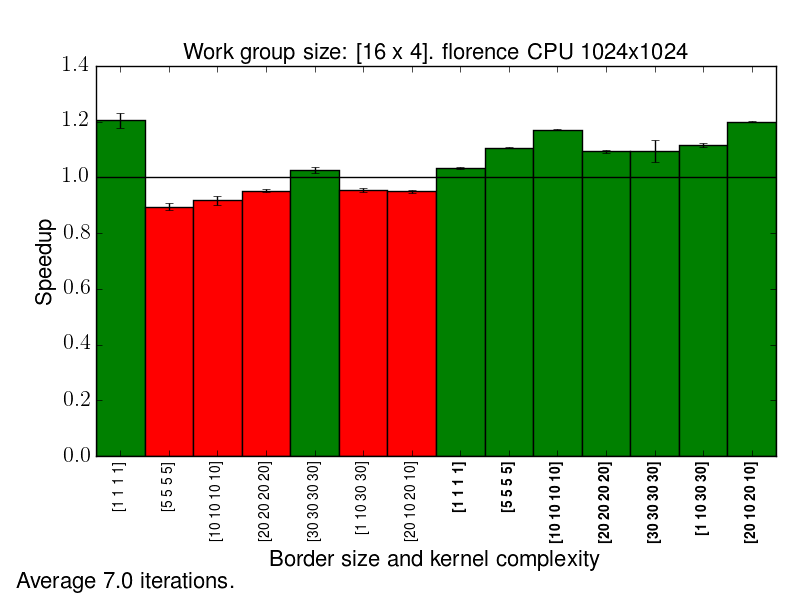 Work group size: [16 x 4]. florence CPU 1024x1024
1.4
1.2
1.0
0.8
0.6
0.4
0.2
0.0
Speedup
[1 1 1 1]
[5 5 5 5]
[10 10 10 10]
[20 20 20 20]
[30 30 30 30]
[1 10 30 30]
[20 10 20 10]
[1 1 1 1]
[5 5 5 5]
[10 10 10 10]
[20 20 20 20]
[30 30 30 30]
[1 10 30 30]
[20 10 20 10]
Border size and kernel complexity
Average 7.0 iterations.